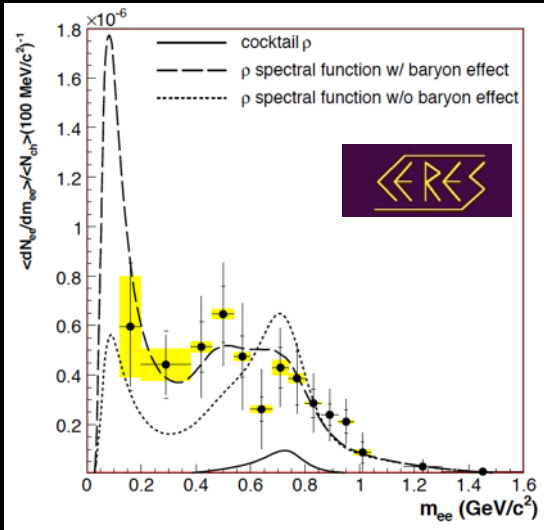 ×10⁻⁶
cocktail ρ
ρ spectral function w/ baryon effect
ρ spectral function w/o baryon effect
CERES
<dN_ee/dm_ee>/<N_ch>(100 MeV/c²)⁻¹
1.8
1.6
1.4
1.2
1
0.8
0.6
0.4
0.2
0 0.2 0.4 0.6 0.8 1 1.2 1.4 1.6
m_ee (GeV/c²)